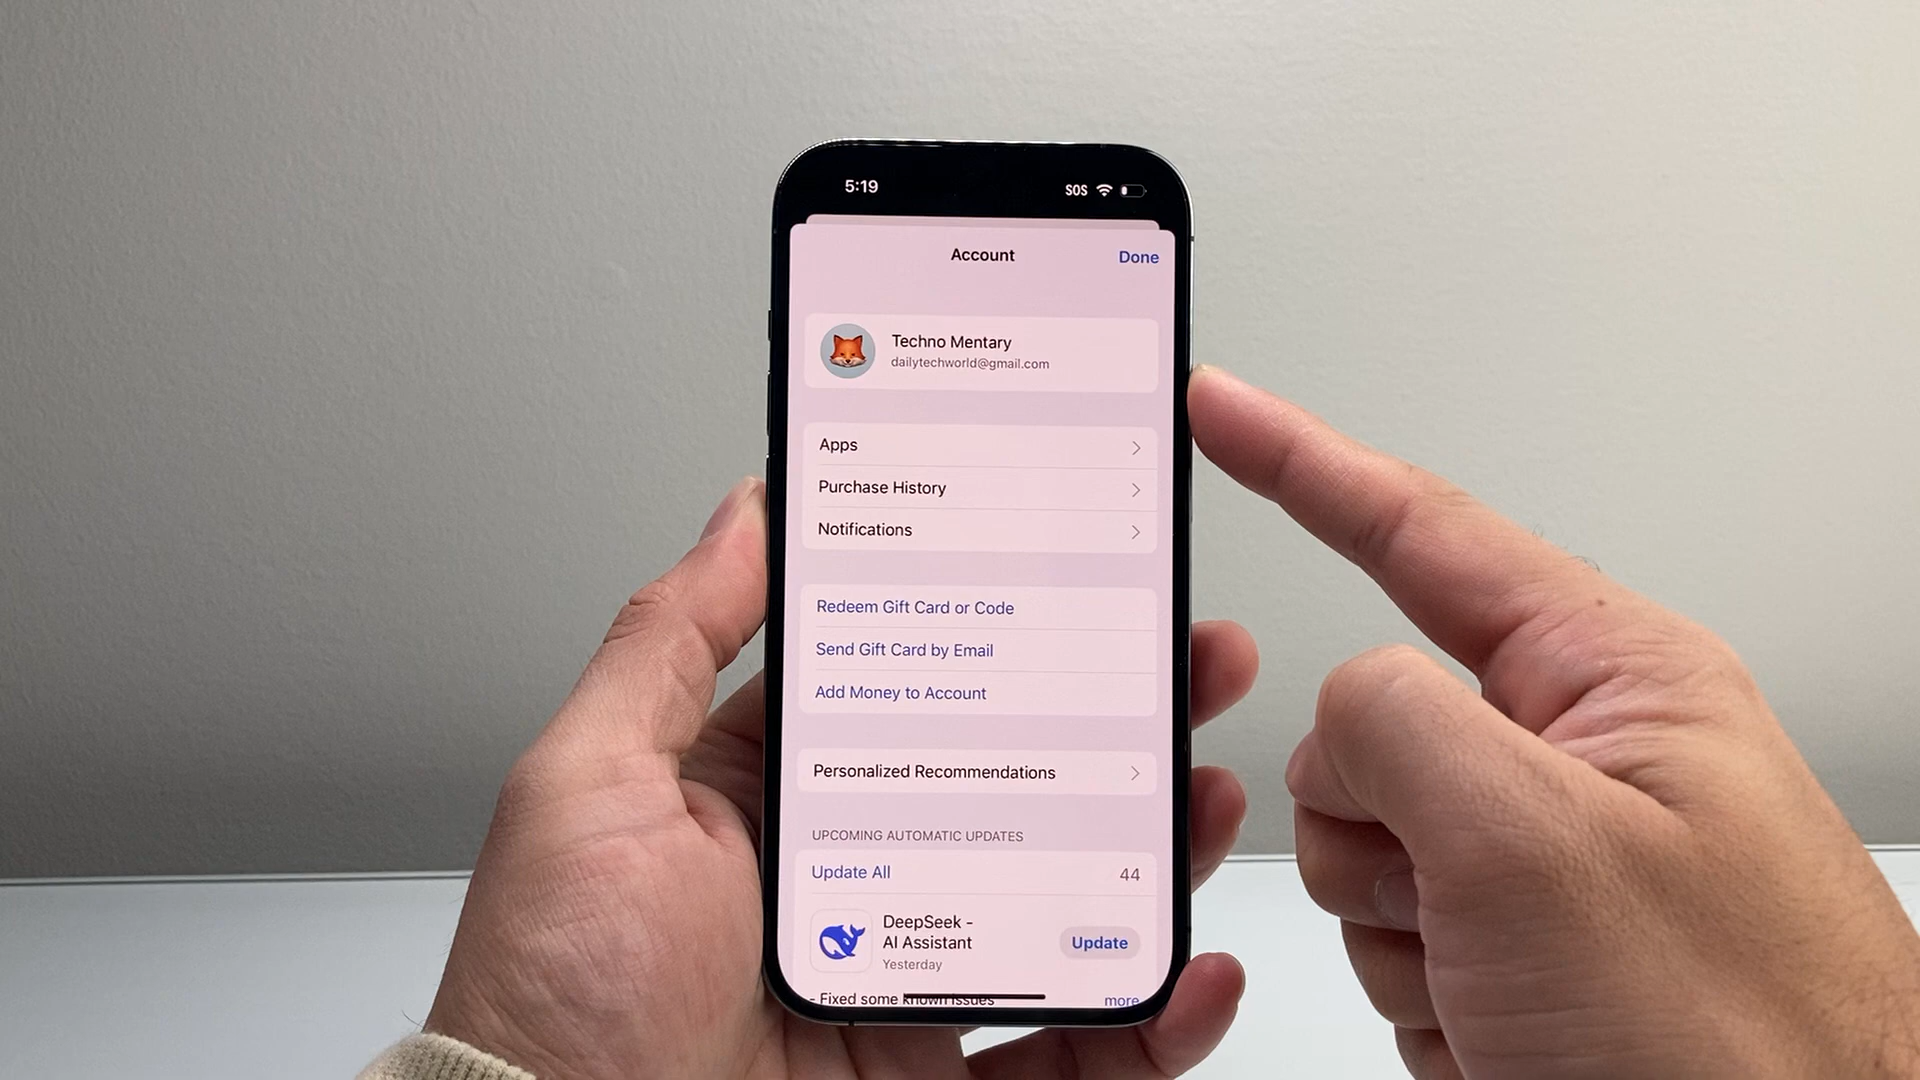 5:19
SOS
Account
Done
Techno Mentary
dailytechworld@gmail.com
Apps
Purchase History
Notifications
Redeem Gift Card or Code
Send Gift Card by Email
Add Money to Account
Personalized Recommendations
UPCOMING AUTOMATIC UPDATES
Update All
44
DeepSeek -
AI Assistant
Update
Yesterday
- Fixed some known issues
more